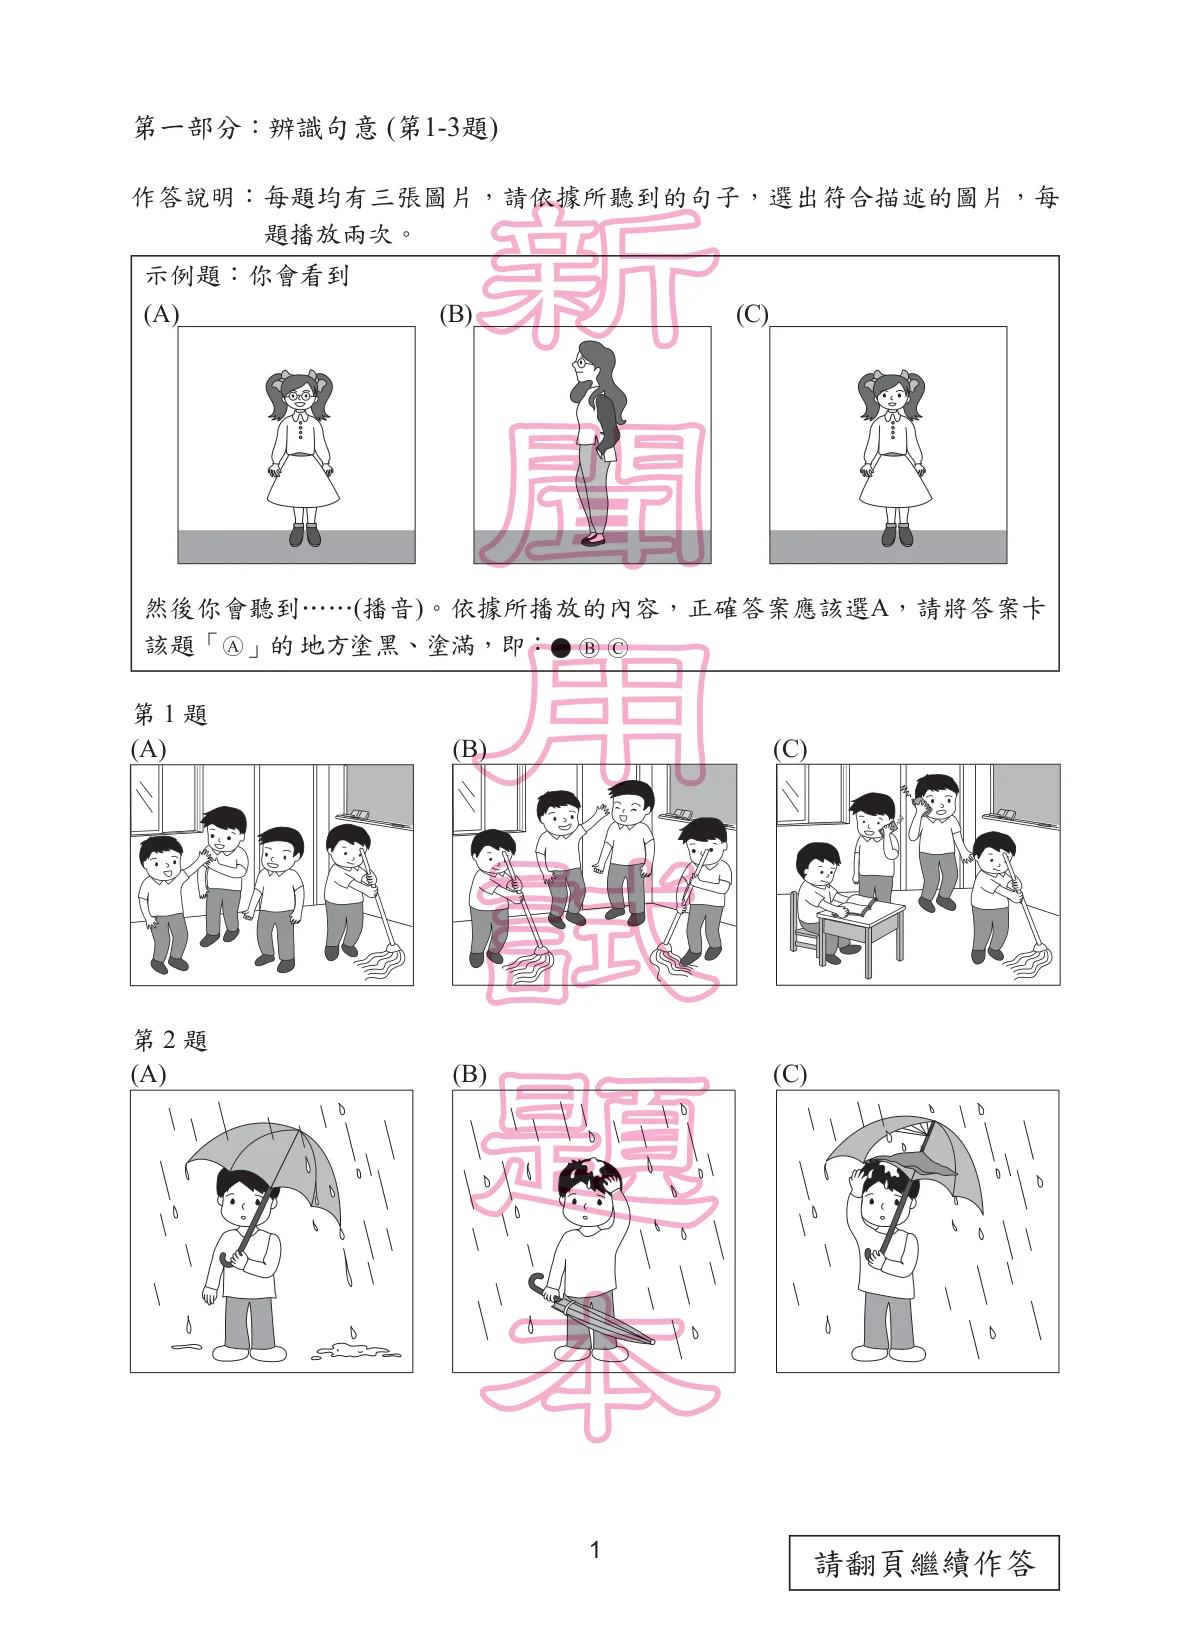 第一部分：辨識句意 (第1-3題)
作答說明：每題均有三張圖片，請依據所聽到的句子，選出符合描述的圖片，每
題播放兩次。
示例題：你會看到
(A) (B) (C)
然後你會聽到……(播音)。依據所播放的內容，正確答案應該選A，請將答案卡
該題「Ⓐ」的地方塗黑、塗滿，即：● Ⓑ Ⓒ
第 1 題
(A) (B) (C)
第 2 題
(A) (B) (C)
1
請翻頁繼續作答
新聞用試題本